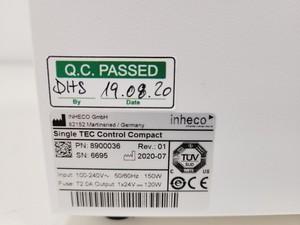 Q.C. PASSED
DHS 19.08.20
By Date
INHECO GmbH inheco
82152 Martinsried / Germany
Single TEC Control Compact
PN: 8900036 Rev.: 01
SN: 6695 2020-07
Input: 100-240V~ 50/60Hz 150W
Fuse: T2.0A Output: 1x24V⎓ 120W
TÜV
SÜD
C US